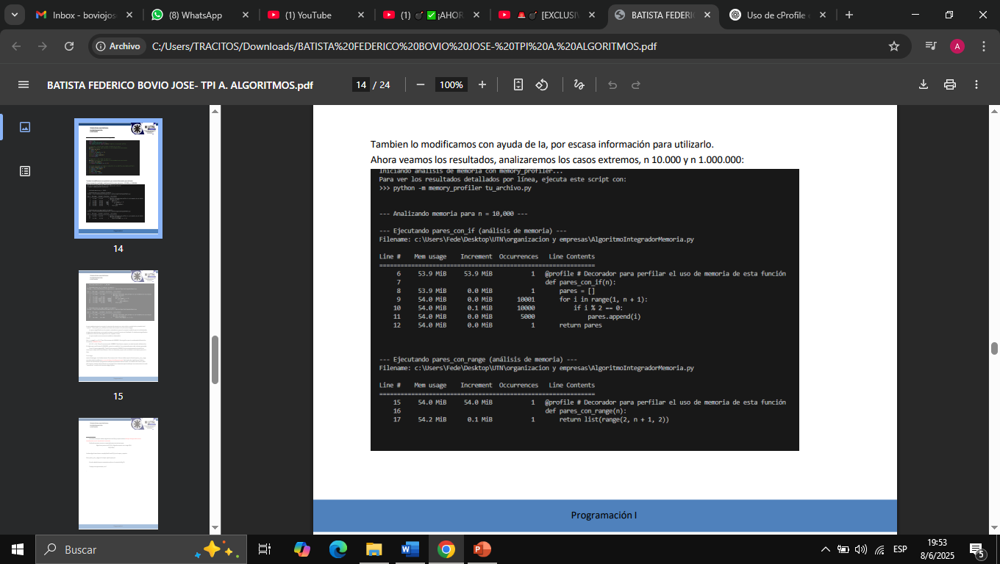 Inbox - boviojos
(8) WhatsApp
(1) YouTube
(1) 💣 ✅ ¡AHOR
🚨 💣 [EXCLUSIV
BATISTA FEDERIC
Uso de cProfile
Archivo
C:/Users/TRACITOS/Downloads/BATISTA%20FEDERICO%20BOVIO%20JOSE-%20TPI%20A.%20ALGORITMOS.pdf
A
BATISTA FEDERICO BOVIO JOSE- TPI A. ALGORITMOS.pdf
14 / 24
100%
14
15
UTN
Tambien lo modificamos con ayuda de Ia, por escasa información para utilizarlo.
Ahora veamos los resultados, analizaremos los casos extremos, n 10.000 y n 1.000.000:
Iniciando análisis de memoria con memory_profiler...
Para ver los resultados detallados por línea, ejecuta este script con:
>>> python -m memory_profiler tu_archivo.py
--- Analizando memoria para n = 10,000 ---
--- Ejecutando pares_con_if (análisis de memoria) ---
Filename: c:\Users\Fede\Desktop\UTN\organizacion y empresas\AlgoritmoIntegradorMemoria.py
Line # Mem usage Increment Occurrences Line Contents
=============================================================
6 53.9 MiB 53.9 MiB 1 @profile # Decorador para perfilar el uso de memoria de esta función
7 def pares_con_if(n):
8 53.9 MiB 0.0 MiB 1 pares = []
9 54.0 MiB 0.0 MiB 10001 for i in range(1, n + 1):
10 54.0 MiB 0.1 MiB 10000 if i % 2 == 0:
11 54.0 MiB 0.0 MiB 5000 pares.append(i)
12 54.0 MiB 0.0 MiB 1 return pares
--- Ejecutando pares_con_range (análisis de memoria) ---
Filename: c:\Users\Fede\Desktop\UTN\organizacion y empresas\AlgoritmoIntegradorMemoria.py
Line # Mem usage Increment Occurrences Line Contents
=============================================================
15 54.0 MiB 54.0 MiB 1 @profile # Decorador para perfilar el uso de memoria de esta función
16 def pares_con_range(n):
17 54.2 MiB 0.1 MiB 1 return list(range(2, n + 1, 2))
Programación I
Buscar
ESP
19:53
8/6/2025
5